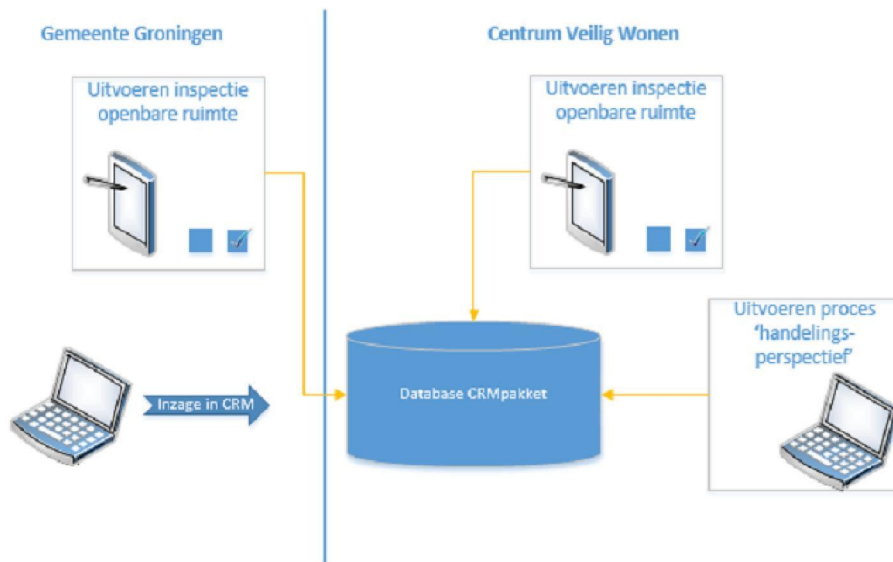 Gemeente Groningen
Centrum Veilig Wonen
Uitvoeren inspectie
openbare ruimte
Uitvoeren inspectie
openbare ruimte
Uitvoeren proces
‘handelings-
perspectief’
Inzage in CRM
Database CRMpakket